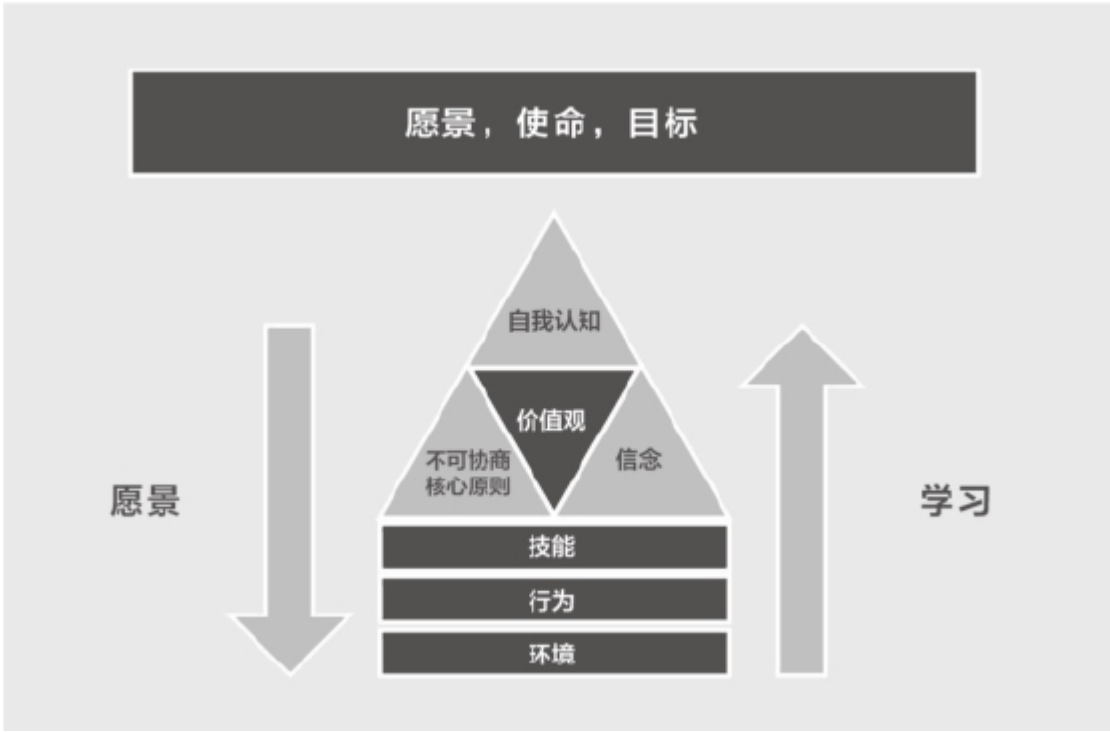 愿景，使命，目标
自我认知
价值观
不可协商
核心原则
信念
愿景
学习
技能
行为
环境